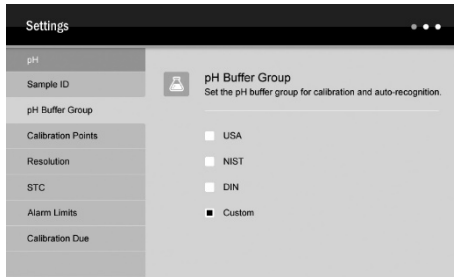 Settings
pH
Sample ID
pH Buffer Group
Calibration Points
Resolution
STC
Alarm Limits
Calibration Due
pH Buffer Group
Set the pH buffer group for calibration and auto-recognition.
USA
NIST
DIN
Custom